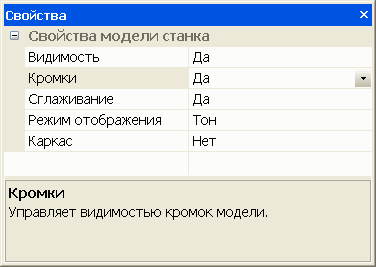 Свойства
Свойства модели станка
Видимость Да
Кромки Да
Сглаживание Да
Режим отображения Тон
Каркас Нет
Кромки
Управляет видимостью кромок модели.